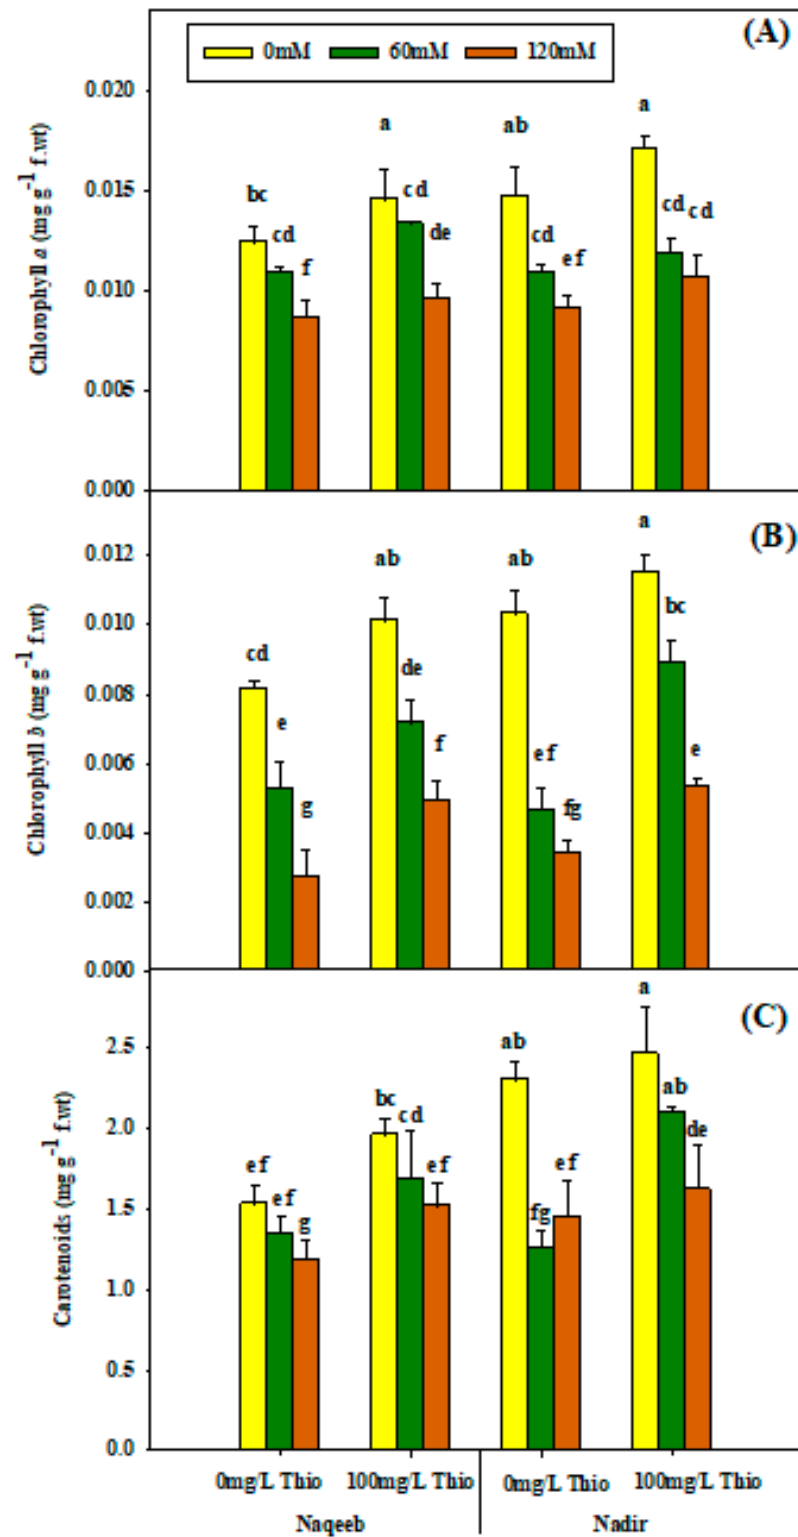 (A)
0mM 60mM 120mM
Chlorophyll a (mg g⁻¹ f.wt)
0.020
0.015
0.010
0.005
0.000
bc cd f a cd de ab cd ef a cd cd
(B)
Chlorophyll b (mg g⁻¹ f.wt)
0.012
0.010
0.008
0.006
0.004
0.002
0.000
cd e g ab de f ab ef fg a bc e
(C)
Carotenoids (mg g⁻¹ f.wt)
2.5
2.0
1.5
1.0
0.5
0.0
ef ef g bc cd ef ab fg ef a ab de
0mg/L Thio 100mg/L Thio 0mg/L Thio 100mg/L Thio
Naqeeb Nadir